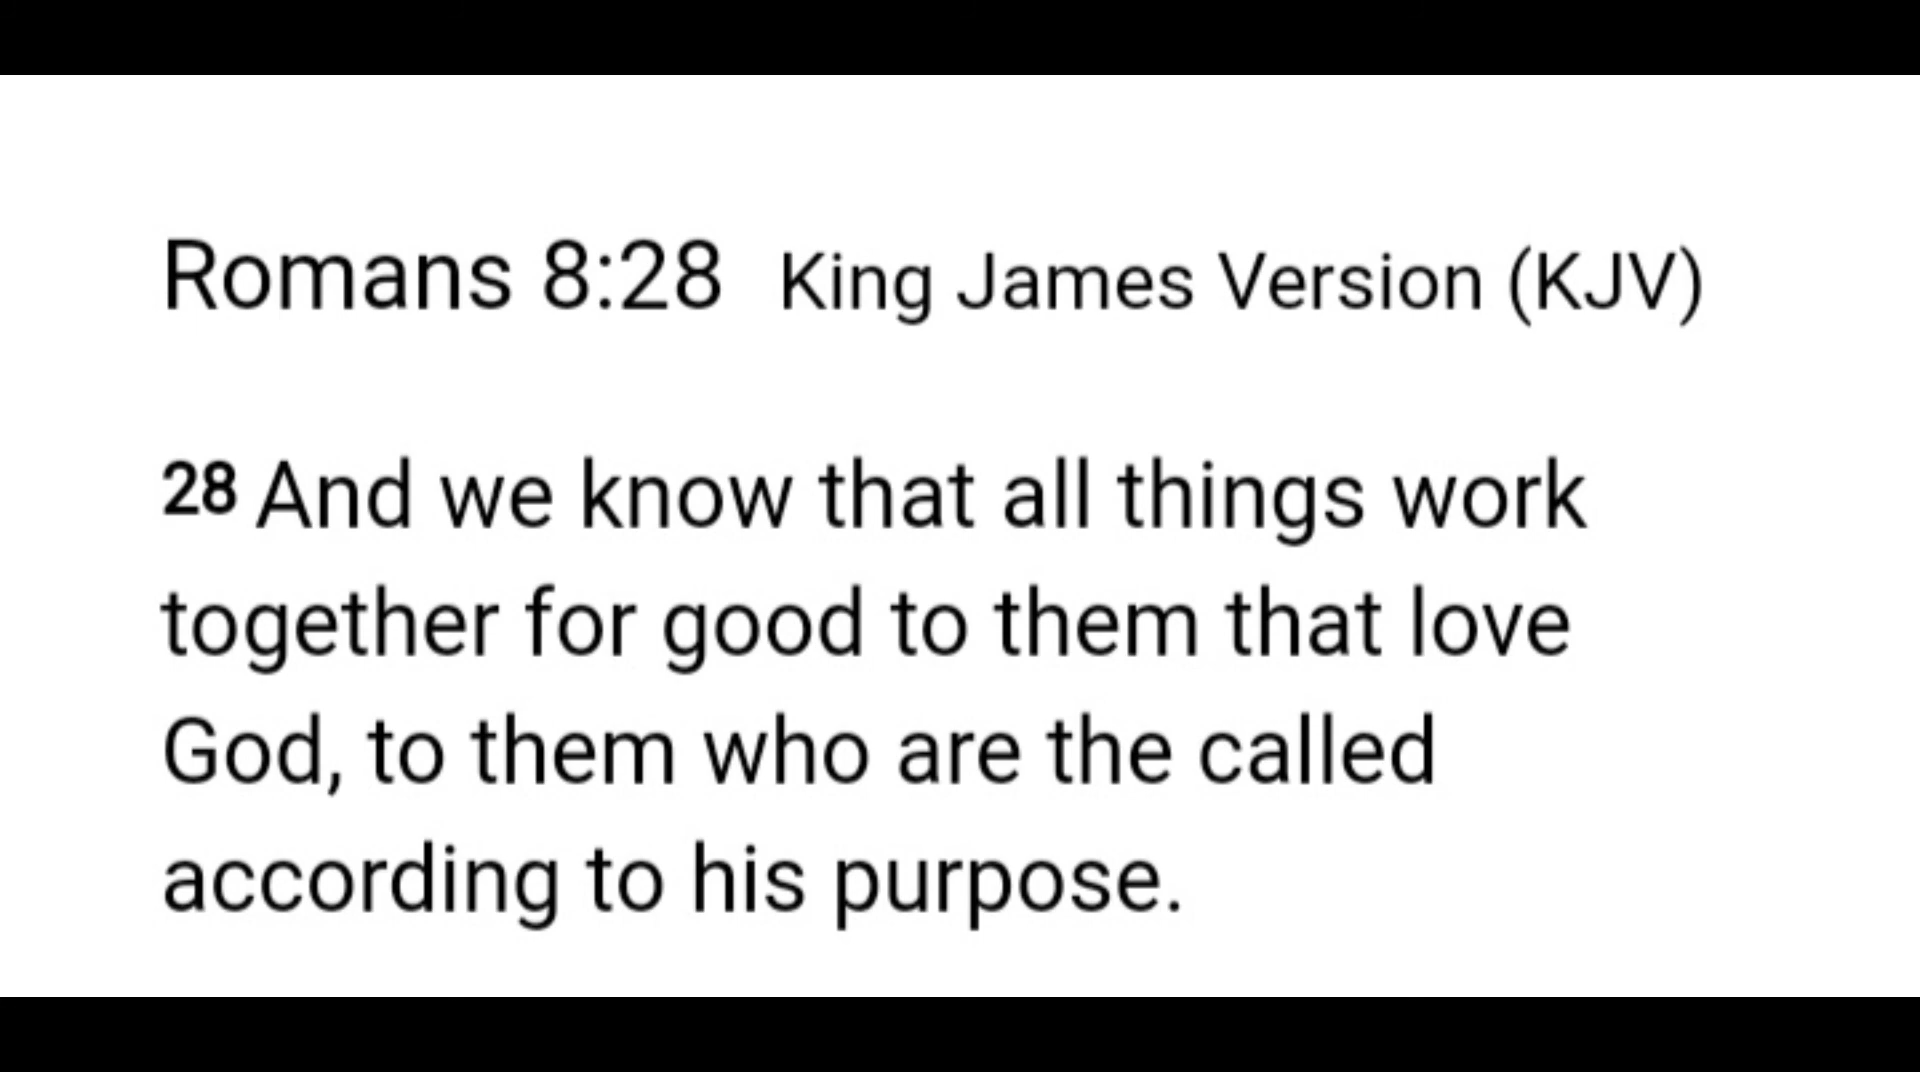 Romans 8:28 King James Version (KJV)
28 And we know that all things work
together for good to them that love
God, to them who are the called
according to his purpose.